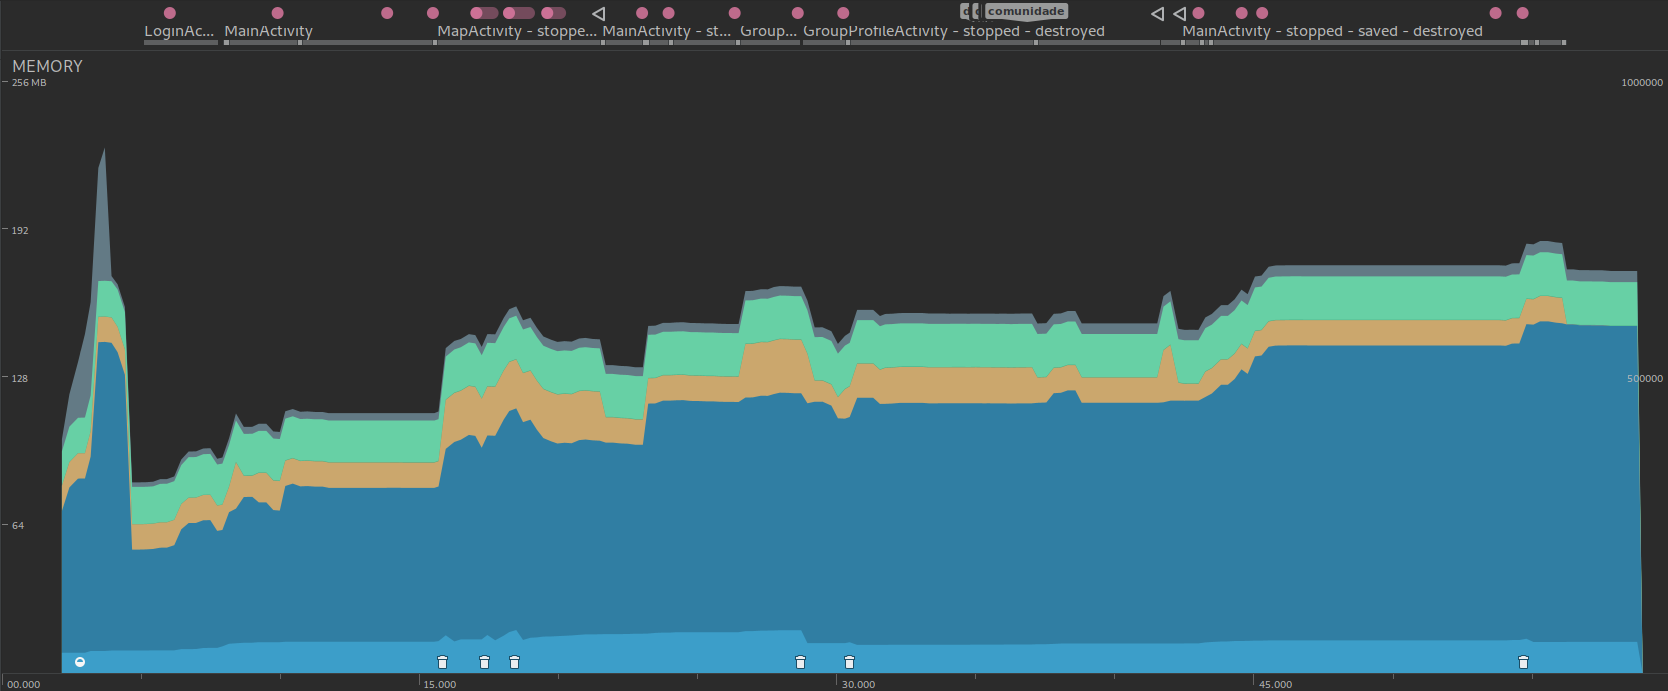 comunidade
LoginAc... MainActivity MapActivity - stoppe... MainActivity - st... Group... GroupProfileActivity - stopped - destroyed MainActivity - stopped - saved - destroyed
MEMORY
256 MB 1000000
192
128 500000
64
00.000 15.000 30.000 45.000